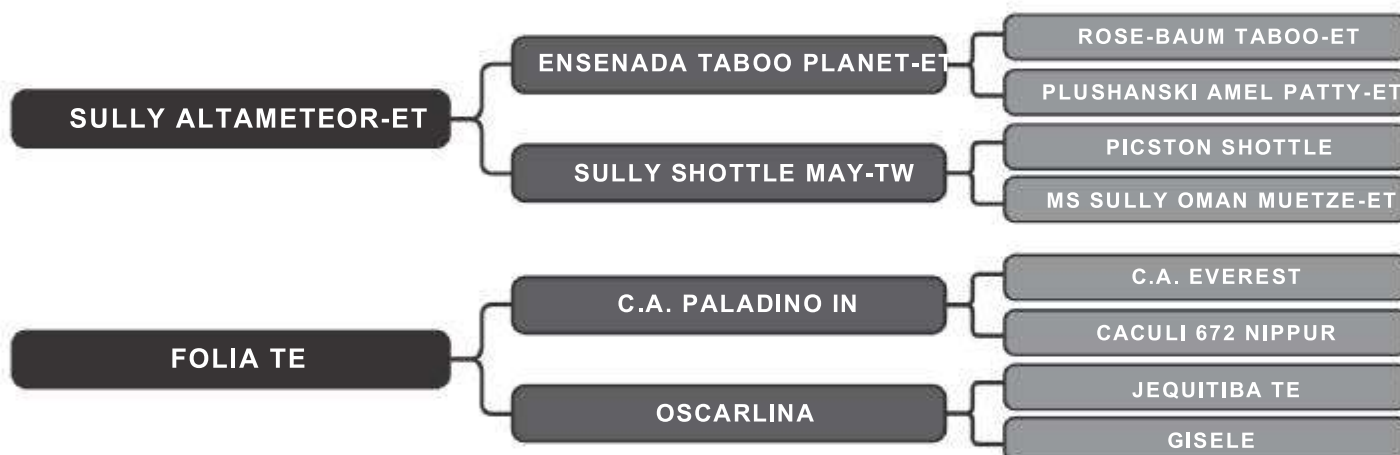 ROSE-BAUM TABOO-ET
ENSENADA TABOO PLANET-ET
PLUSHANSKI AMEL PATTY-ET
SULLY ALTAMETEOR-ET
PICSTON SHOTTLE
SULLY SHOTTLE MAY-TW
MS SULLY OMAN MUETZE-ET
C.A. EVEREST
C.A. PALADINO IN
CACULI 672 NIPPUR
FOLIA TE
JEQUITIBA TE
OSCARLINA
GISELE